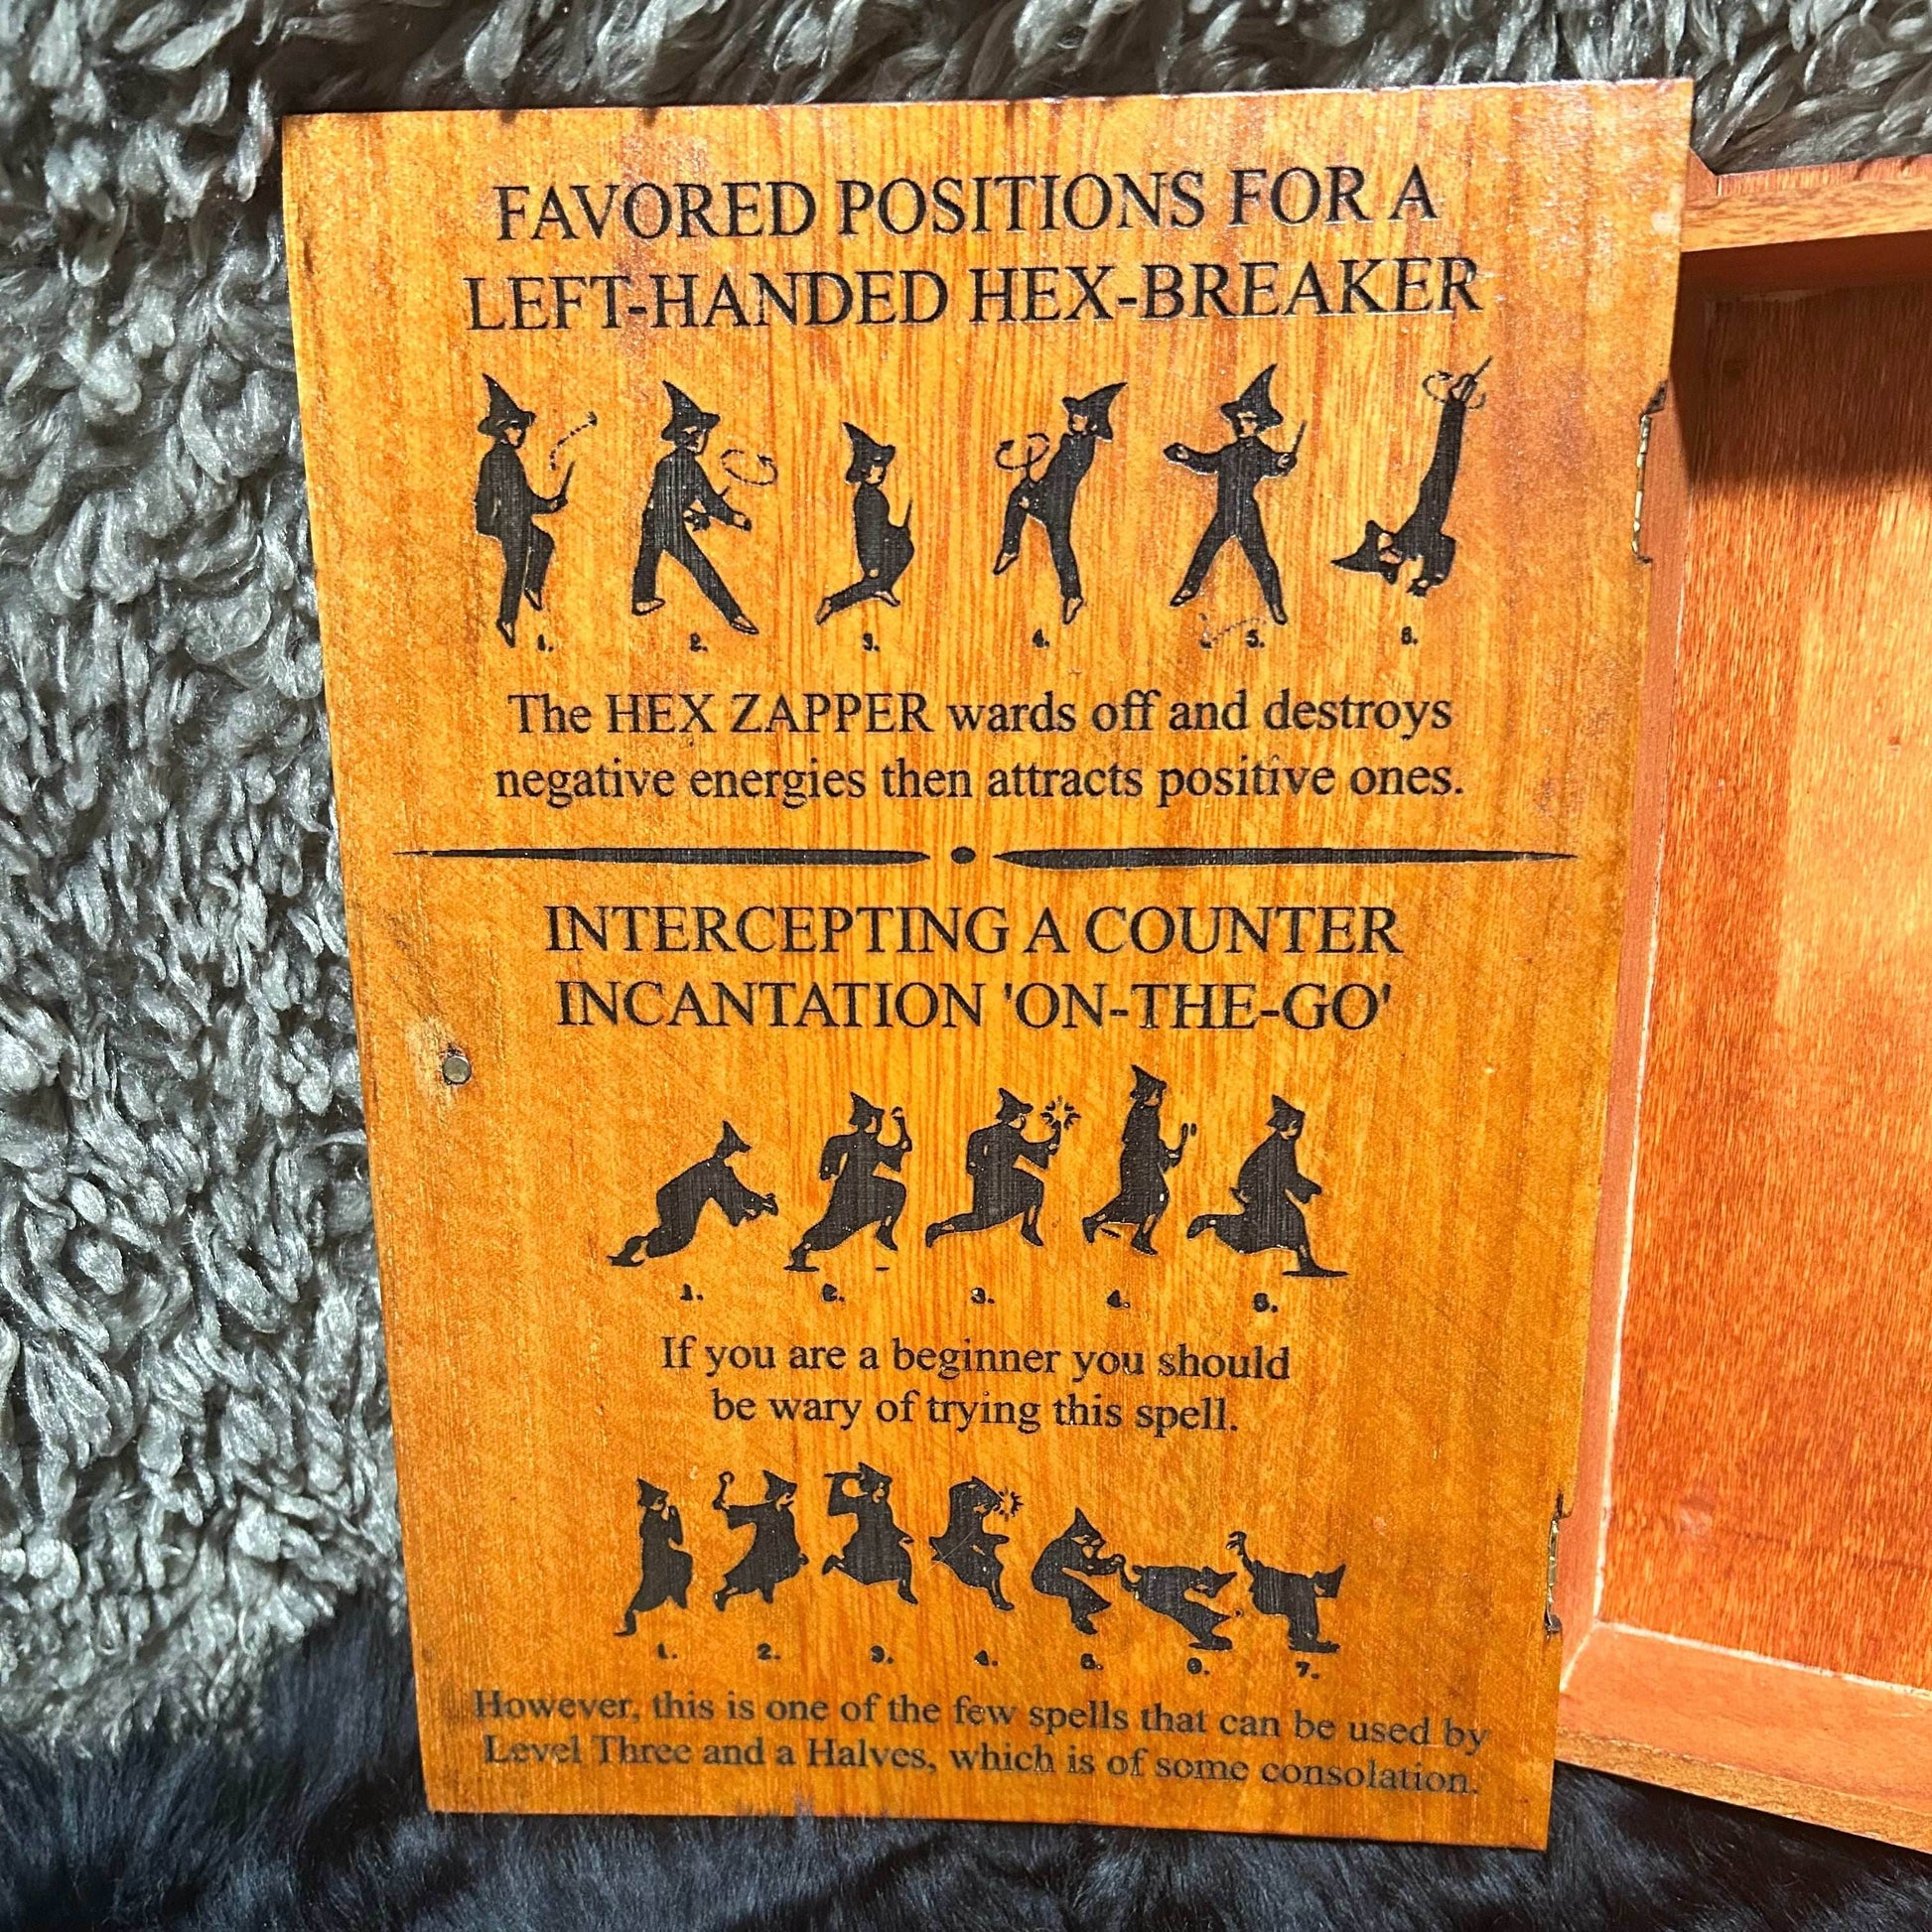 FAVORED POSITIONS FOR A
LEFT-HANDED HEX-BREAKER
1. 2. 3. 4. 5. 6.
The HEX ZAPPER wards off and destroys
negative energies then attracts positive ones.
INTERCEPTING A COUNTER
INCANTATION 'ON-THE-GO'
1. 2. 3. 4. 5.
If you are a beginner you should
be wary of trying this spell.
1. 2. 3. 4. 5. 6. 7.
However, this is one of the few spells that can be used by
Level Three and a Halves, which is of some consolation.